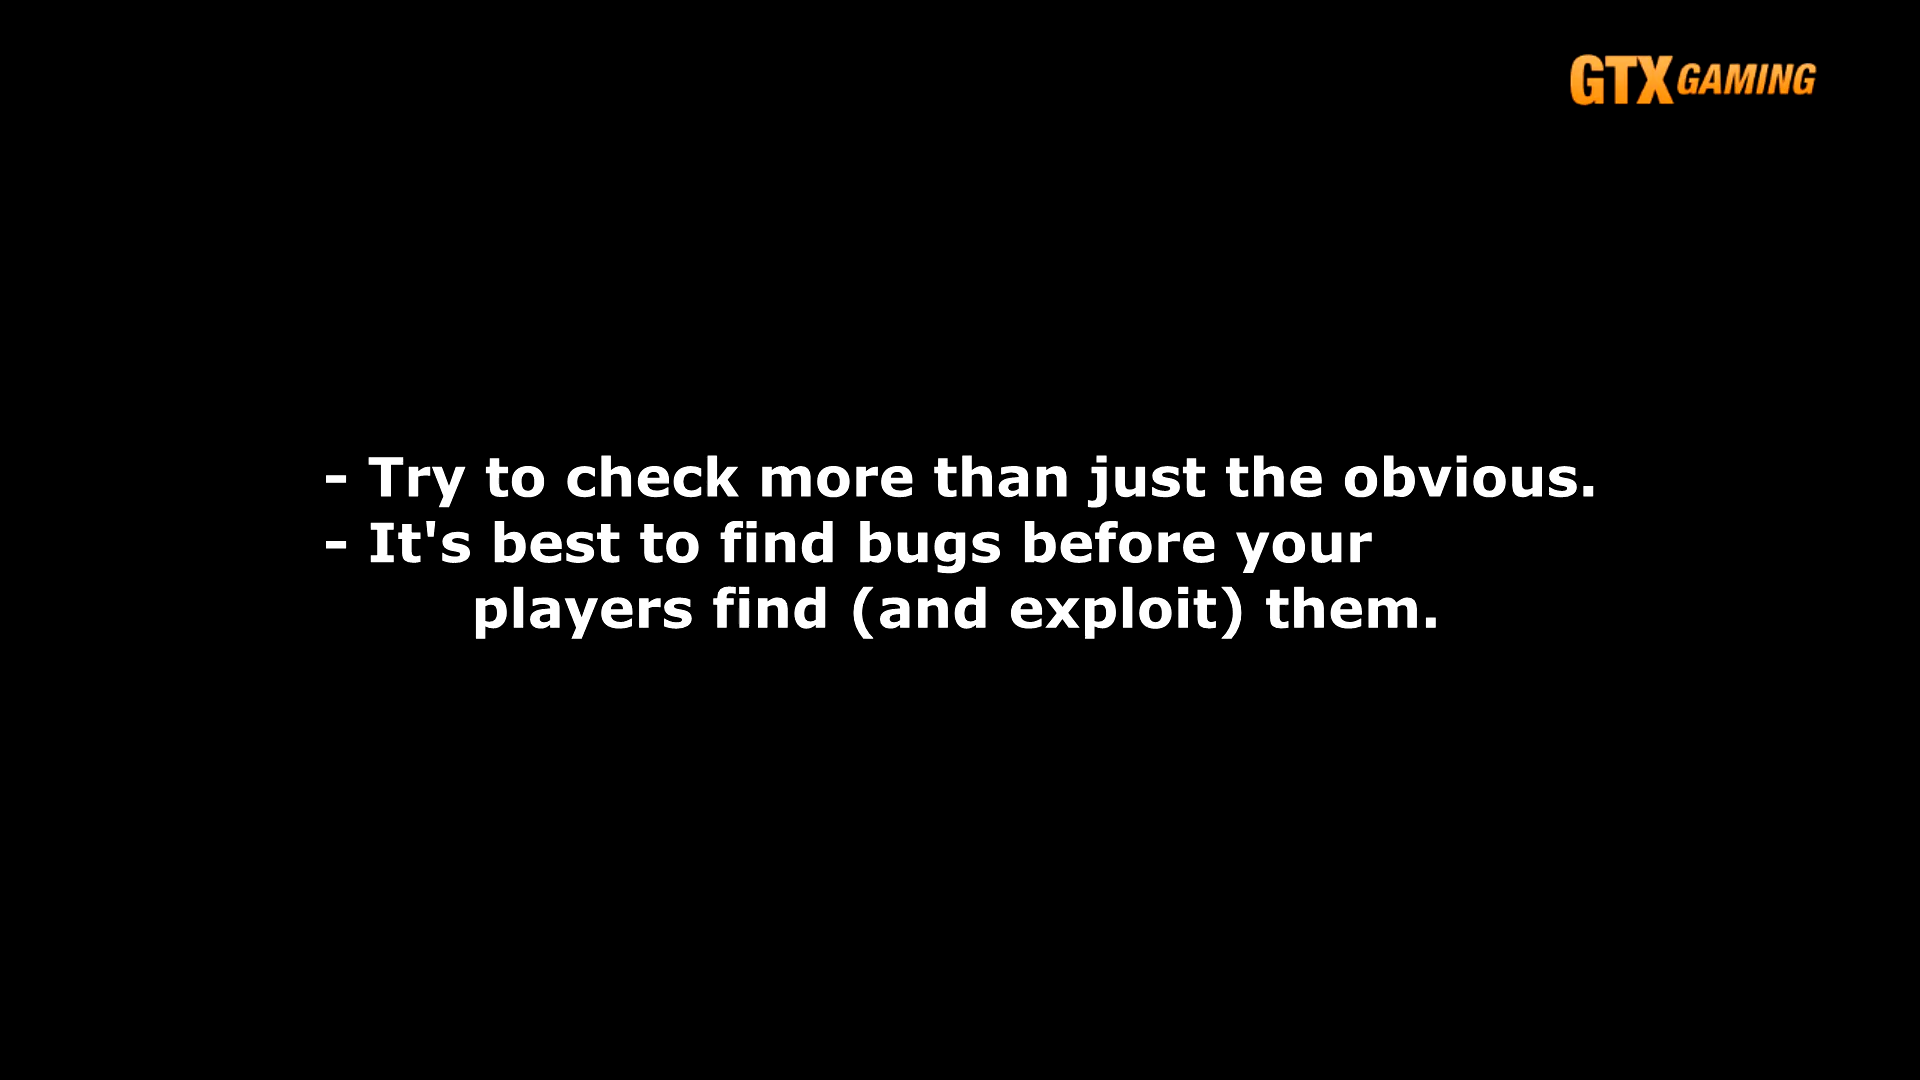 GTX GAMING
- Try to check more than just the obvious.
- It's best to find bugs before your
players find (and exploit) them.